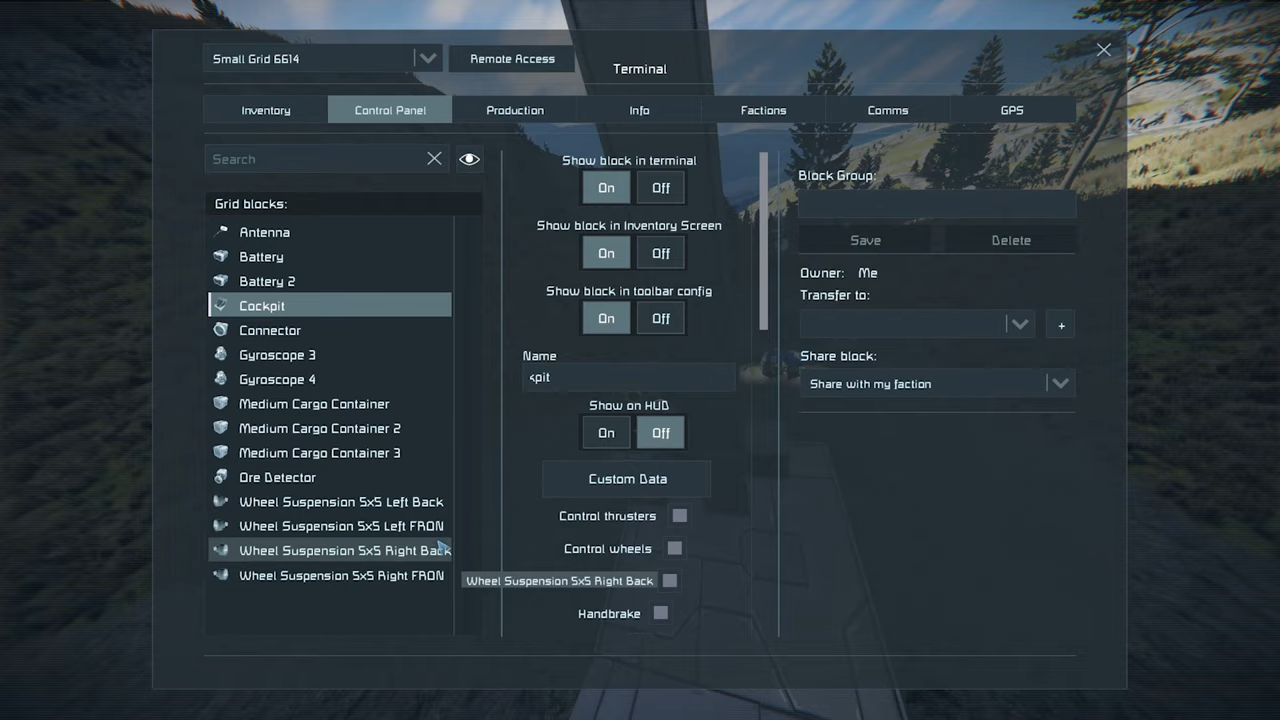 Small Grid 6614
Remote Access
Terminal
Inventory
Control Panel
Production
Info
Factions
Comms
GPS
Search
Grid blocks:
Antenna
Battery
Battery 2
Cockpit
Connector
Gyroscope 3
Gyroscope 4
Medium Cargo Container
Medium Cargo Container 2
Medium Cargo Container 3
Ore Detector
Wheel Suspension 5x5 Left Back
Wheel Suspension 5x5 Left FRON
Wheel Suspension 5x5 Right Back
Wheel Suspension 5x5 Right FRON
Show block in terminal
On Off
Show block in Inventory Screen
On Off
Show block in toolbar config
On Off
Name
kpit
Show on HUD
On Off
Custom Data
Control thrusters
Control wheels
Wheel Suspension 5x5 Right Back
Handbrake
Block Group:
Save
Delete
Owner: Me
Transfer to:
+
Share block:
Share with my faction